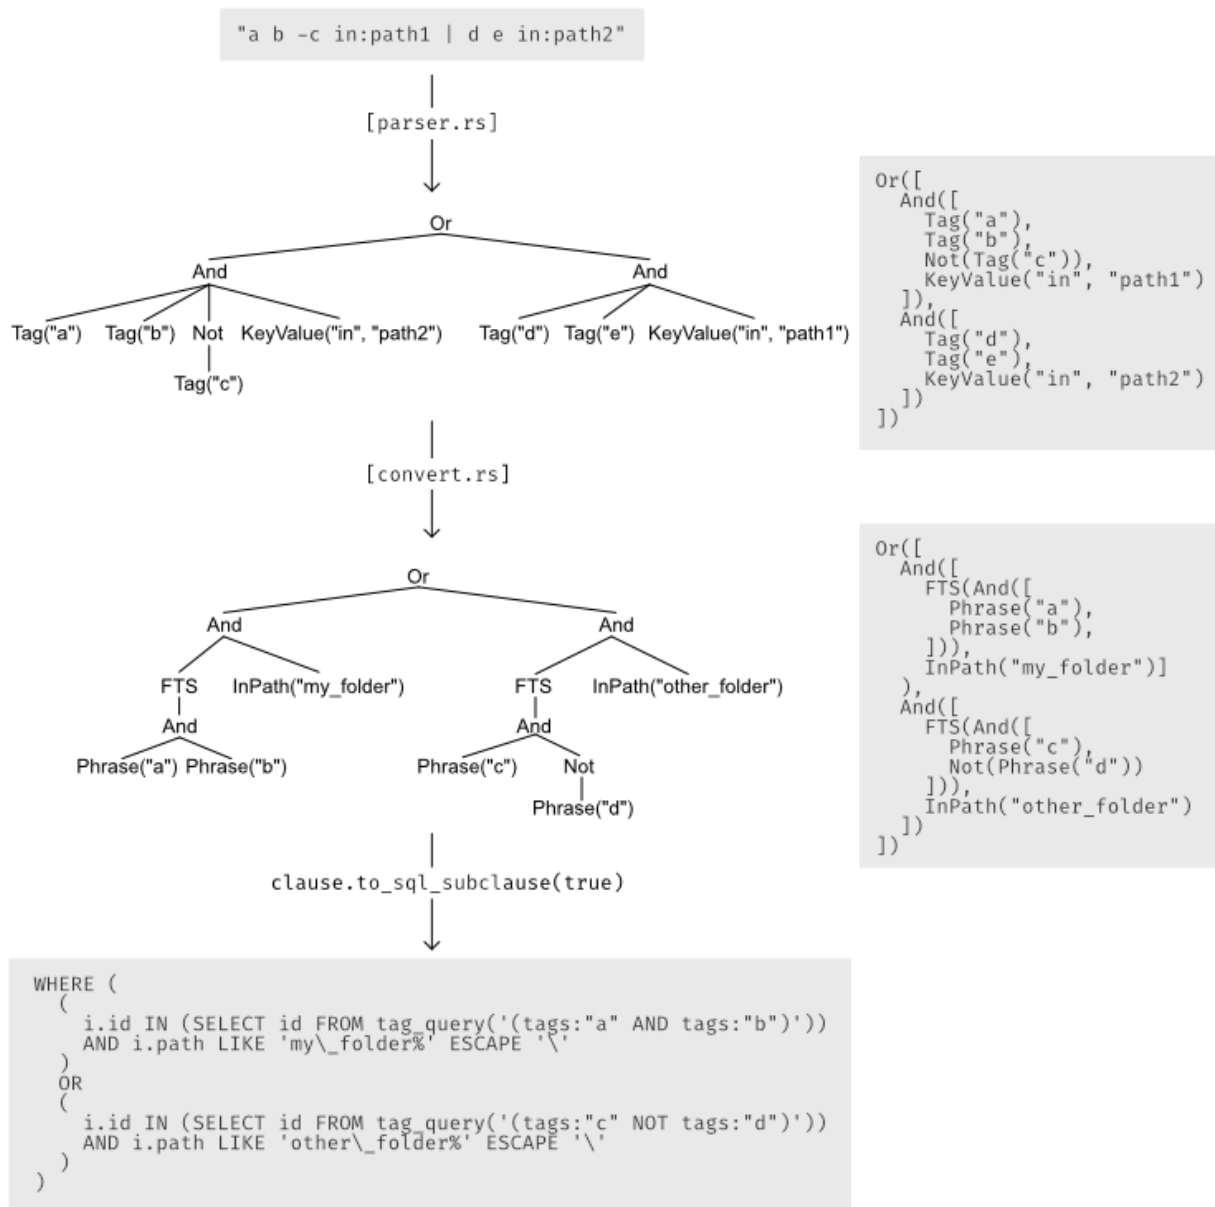 "a b -c in:path1 | d e in:path2"
[parser.rs]
Or
And And
Tag("a") Tag("b") Not KeyValue("in", "path2") Tag("d") Tag("e") KeyValue("in", "path1")
Tag("c")
Or([
And([
Tag("a"),
Tag("b"),
Not(Tag("c")),
KeyValue("in", "path1")
]),
And([
Tag("d"),
Tag("e"),
KeyValue("in", "path2")
])
])
[convert.rs]
Or
And And
FTS InPath("my_folder") FTS InPath("other_folder")
And And
Phrase("a") Phrase("b") Phrase("c") Not
Phrase("d")
Or([
And([
FTS(And([
Phrase("a"),
Phrase("b"),
])),
InPath("my_folder")]
),
And([
FTS(And([
Phrase("c"),
Not(Phrase("d"))
])),
InPath("other_folder")
])
])
clause.to_sql_subclause(true)
WHERE (
(
i.id IN (SELECT id FROM tag_query('(tags:"a" AND tags:"b")'))
AND i.path LIKE 'my\_folder%' ESCAPE '\'
)
OR
(
i.id IN (SELECT id FROM tag_query('(tags:"c" NOT tags:"d")'))
AND i.path LIKE 'other\_folder%' ESCAPE '\'
)
)